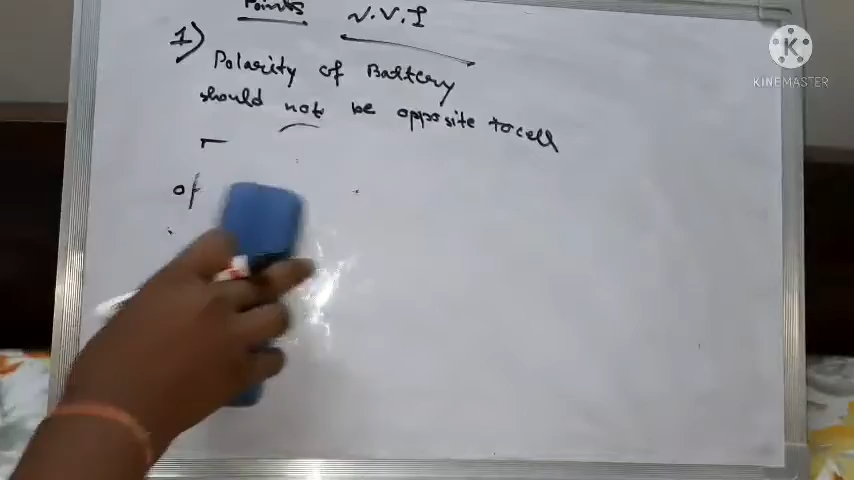 Points V.V.I
1)
Polarity of Battery
should not be opposite to cell
of
KINEMASTER